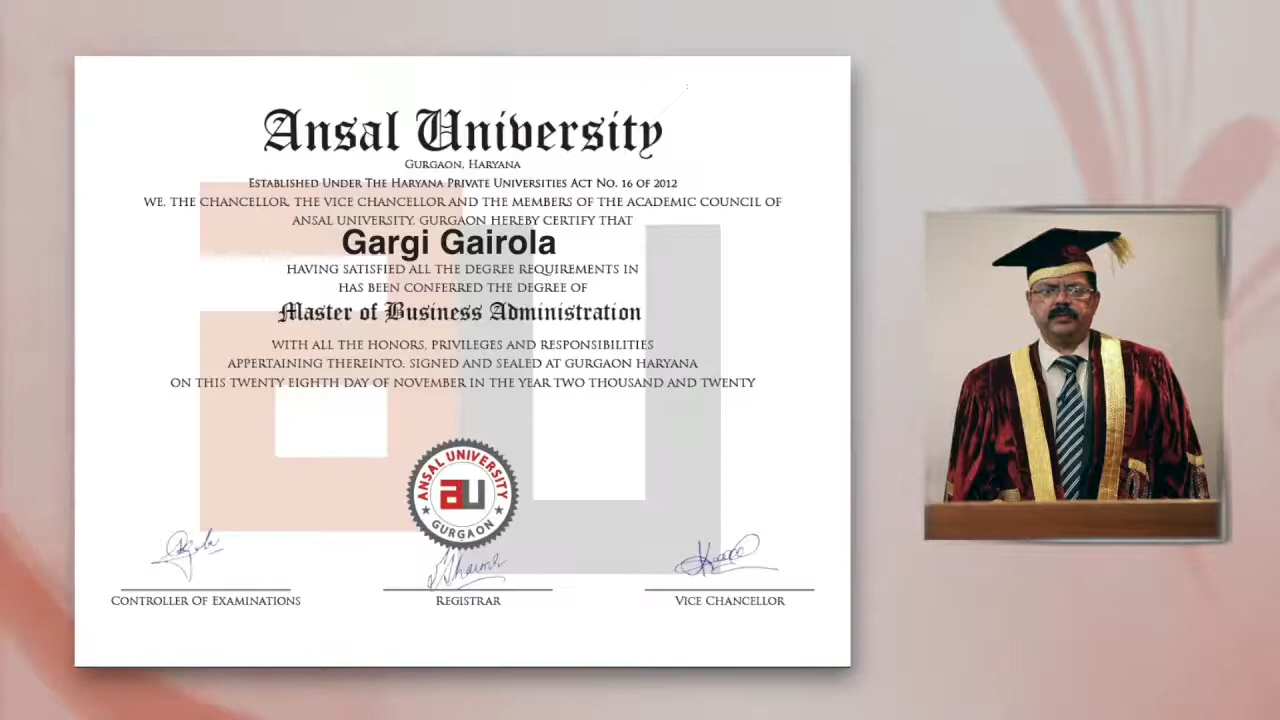 Ansal University
GURGAON, HARYANA
ESTABLISHED UNDER THE HARYANA PRIVATE UNIVERSITIES ACT NO. 16 OF 2012
WE, THE CHANCELLOR, THE VICE CHANCELLOR AND THE MEMBERS OF THE ACADEMIC COUNCIL OF
ANSAL UNIVERSITY, GURGAON HEREBY CERTIFY THAT
Gargi Gairola
HAVING SATISFIED ALL THE DEGREE REQUIREMENTS IN
HAS BEEN CONFERRED THE DEGREE OF
Master of Business Administration
WITH ALL THE HONORS, PRIVILEGES AND RESPONSIBILITIES
APPERTAINING THEREINTO. SIGNED AND SEALED AT GURGAON HARYANA
ON THIS TWENTY EIGHTH DAY OF NOVEMBER IN THE YEAR TWO THOUSAND AND TWENTY
ANSAL UNIVERSITY
au
GURGAON
CONTROLLER OF EXAMINATIONS
REGISTRAR
VICE CHANCELLOR